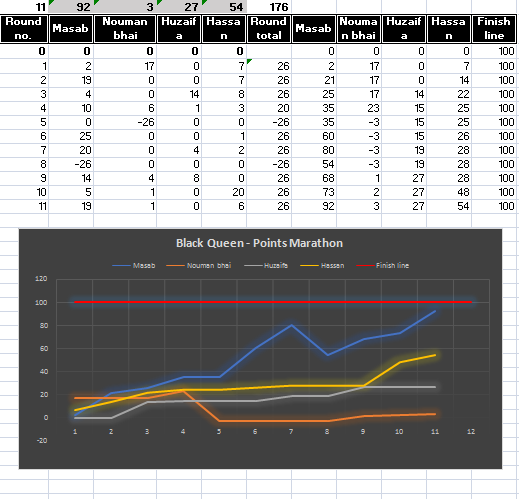 11 92 3 27 54 176
Round Masab Nouman Huzaif Hassa Round Masab Nouma Huzaif Hassa Finish
no. bhai a n total n bhai a n line
0 0 0 0 0 0 0 0 0 100
1 2 17 0 7 26 2 17 0 7 100
2 19 0 0 7 26 21 17 0 14 100
3 4 0 14 8 26 25 17 14 22 100
4 10 6 1 3 20 35 23 15 25 100
5 0 -26 0 0 -26 35 -3 15 25 100
6 25 0 0 1 26 60 -3 15 26 100
7 20 0 4 2 26 80 -3 19 28 100
8 -26 0 0 0 -26 54 -3 19 28 100
9 14 4 8 0 26 68 1 27 28 100
10 5 1 0 20 26 73 2 27 48 100
11 19 1 0 6 26 92 3 27 54 100
Black Queen - Points Marathon
Masab Nouman bhai Huzaifa Hassan Finish line
120
100
80
60
40
20
0
-20
1 2 3 4 5 6 7 8 9 10 11 12